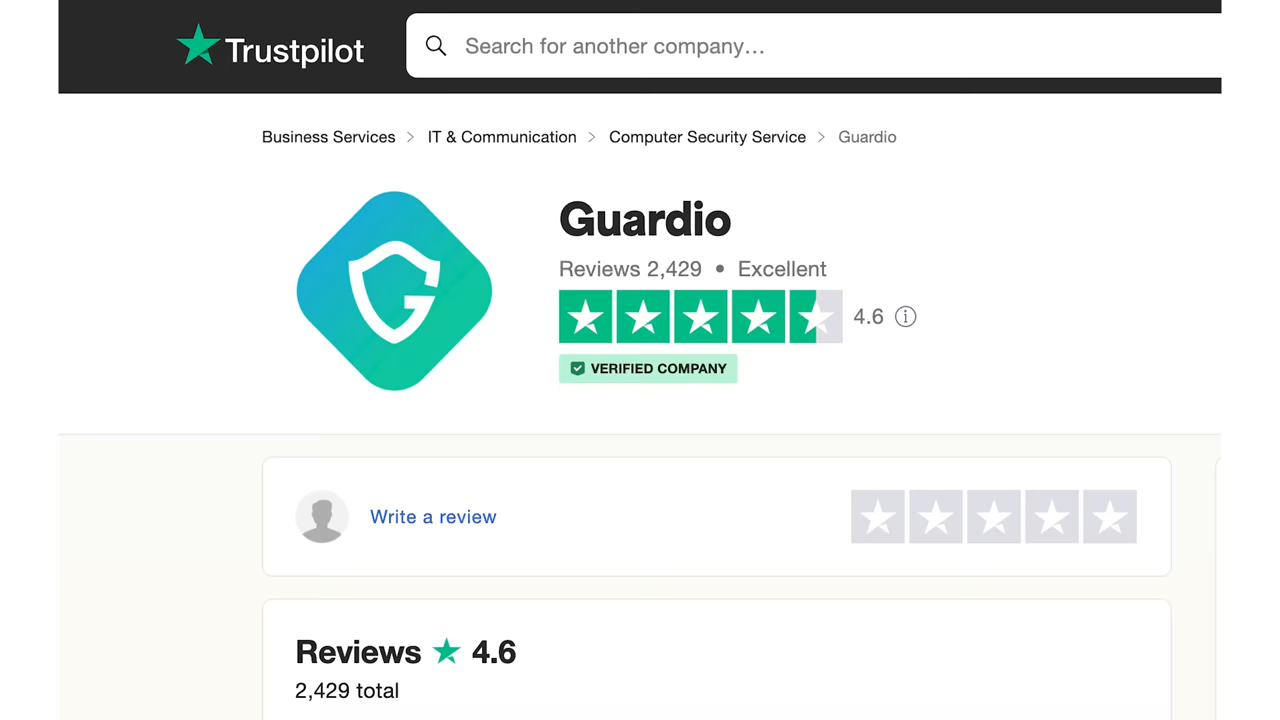 Trustpilot
Search for another company...
Business Services > IT & Communication > Computer Security Service > Guardio
Guardio
Reviews 2,429 • Excellent
4.6
VERIFIED COMPANY
Write a review
Reviews ★ 4.6
2,429 total